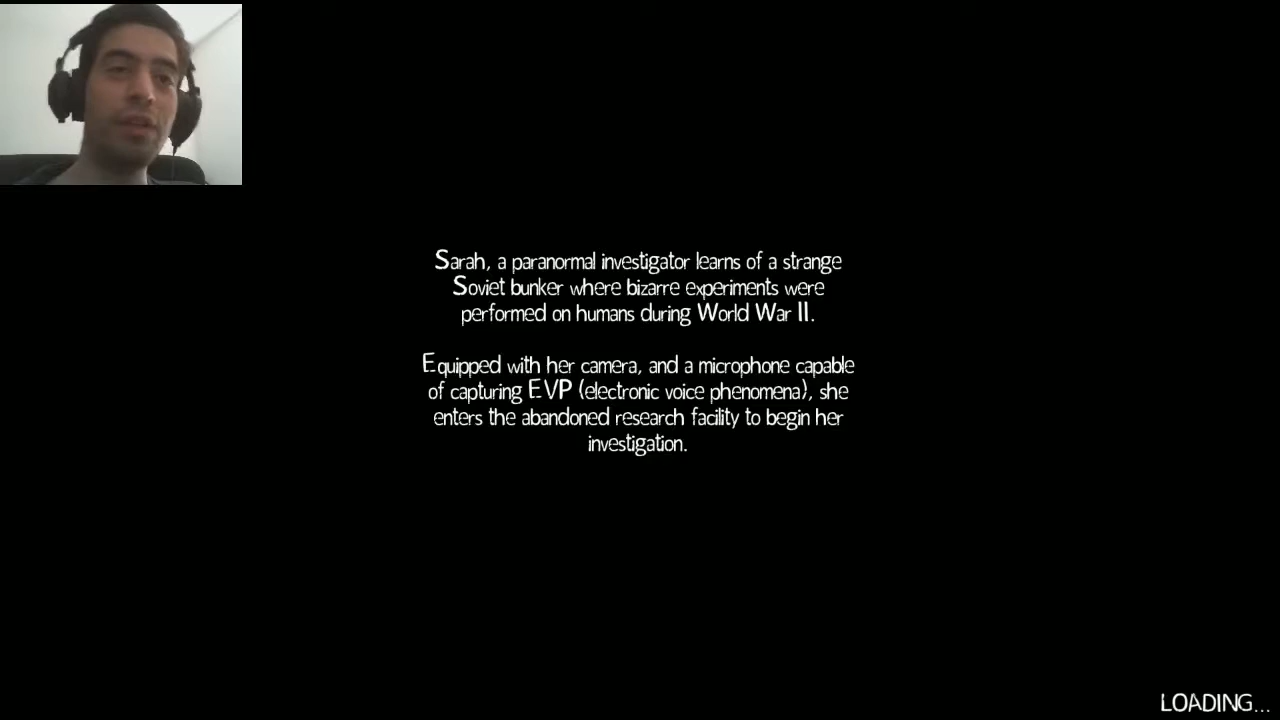 Sarah, a paranormal investigator learns of a strange
Soviet bunker where bizarre experiments were
performed on humans during World War II.
Equipped with her camera, and a microphone capable
of capturing EVP (electronic voice phenomena), she
enters the abandoned research facility to begin her
investigation.
LOADING...